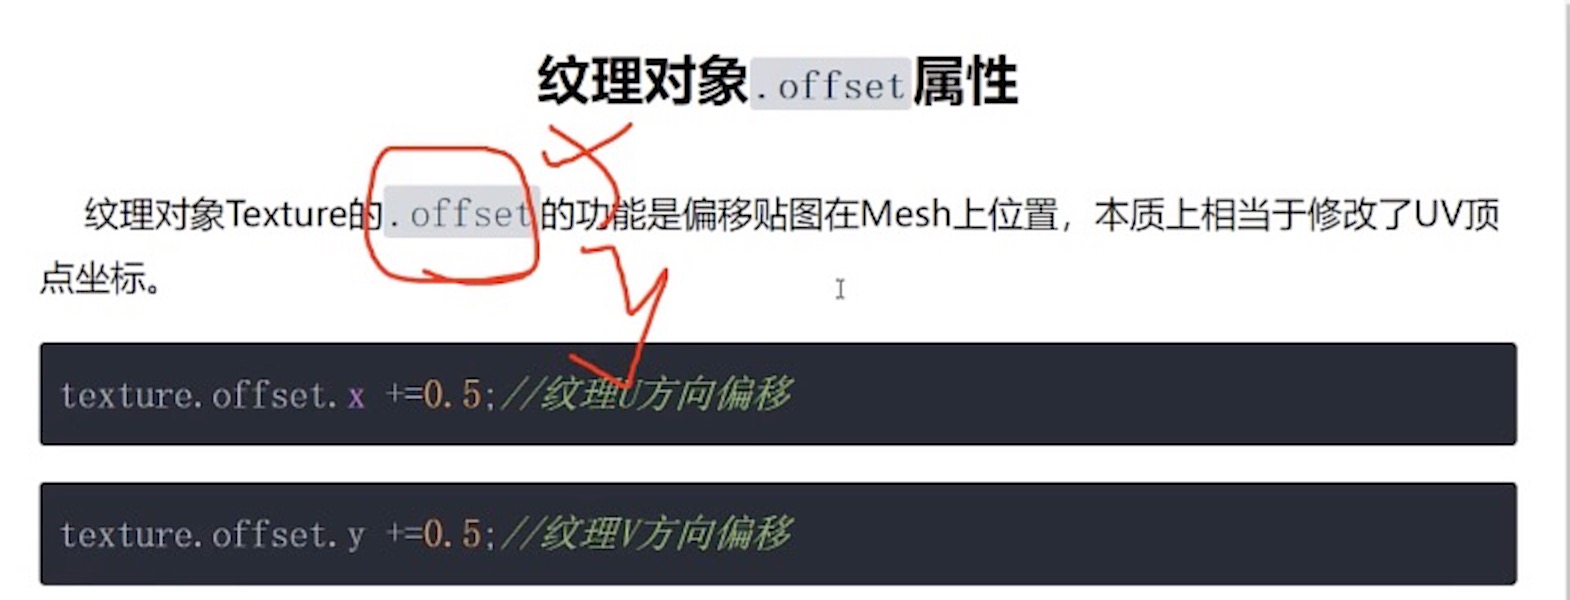 纹理对象.offset属性
x
纹理对象Texture的.offset的功能是偏移贴图在Mesh上位置，本质上相当于修改了UV顶
点坐标。
y
texture.offset.x +=0.5;//纹理U方向偏移
texture.offset.y +=0.5;//纹理V方向偏移